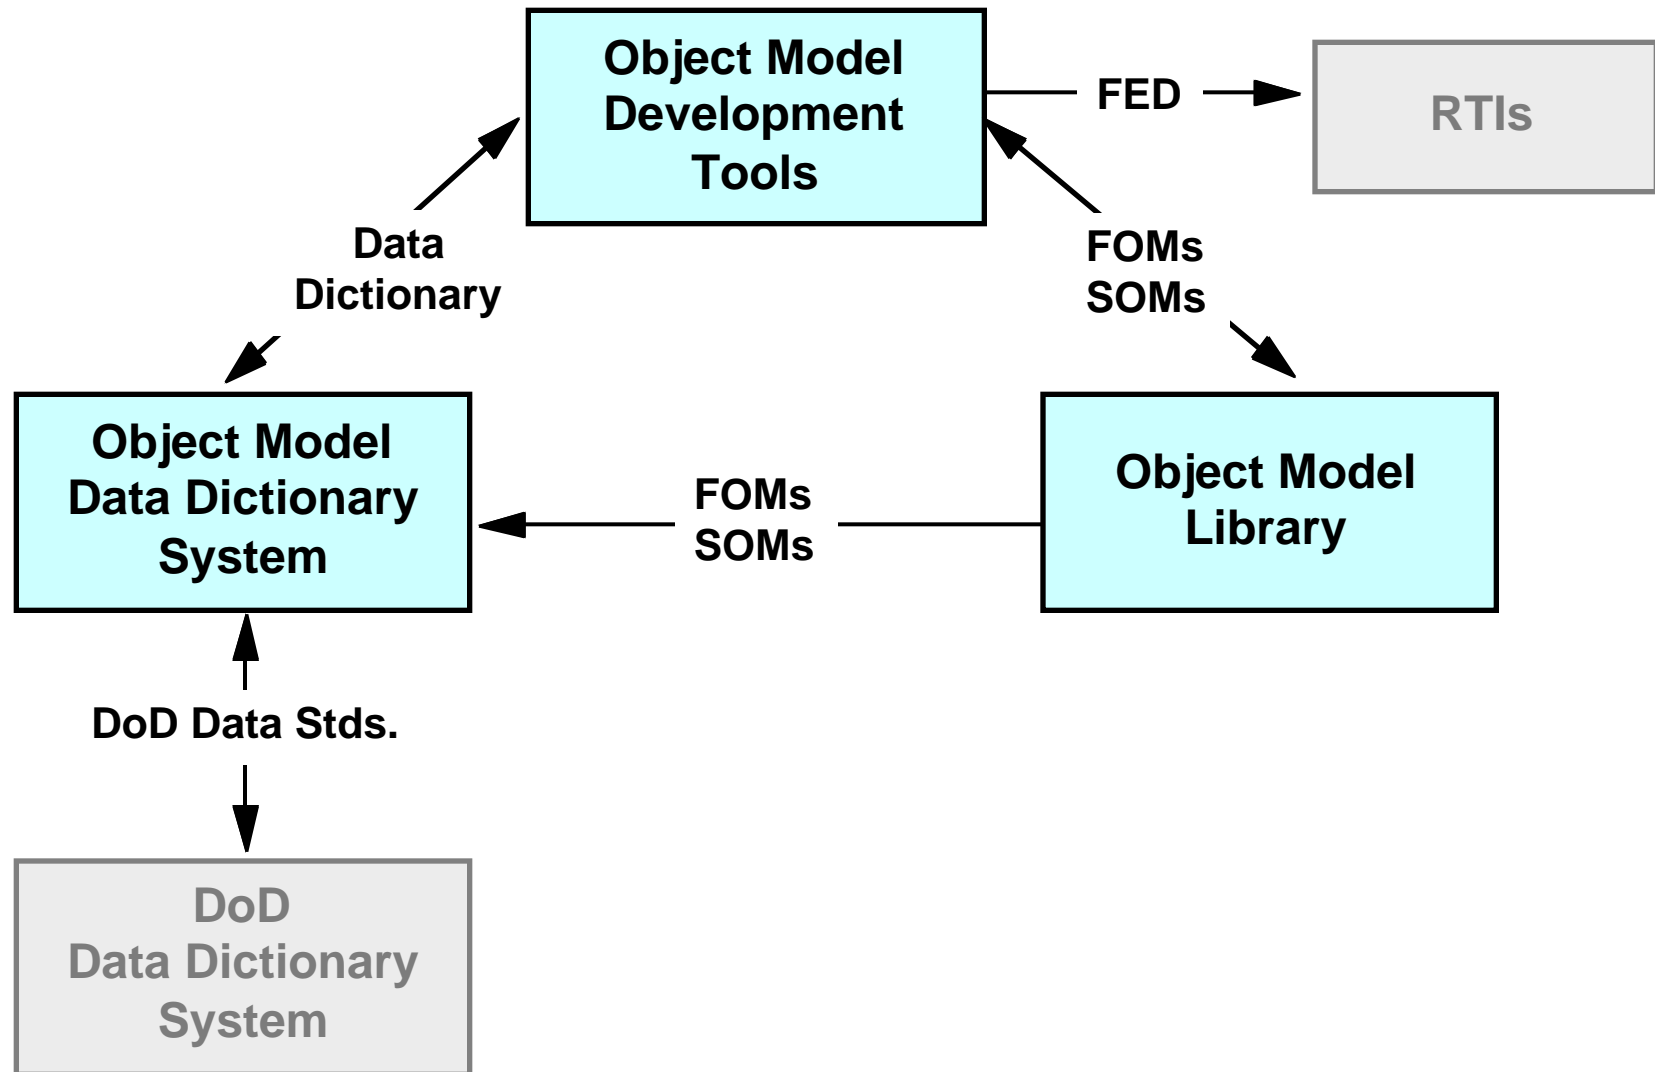 Object Model
Development
Tools
FED
RTIs
Data
Dictionary
FOMs
SOMs
Object Model
Data Dictionary
System
FOMs
SOMs
Object Model
Library
DoD Data Stds.
DoD
Data Dictionary
System